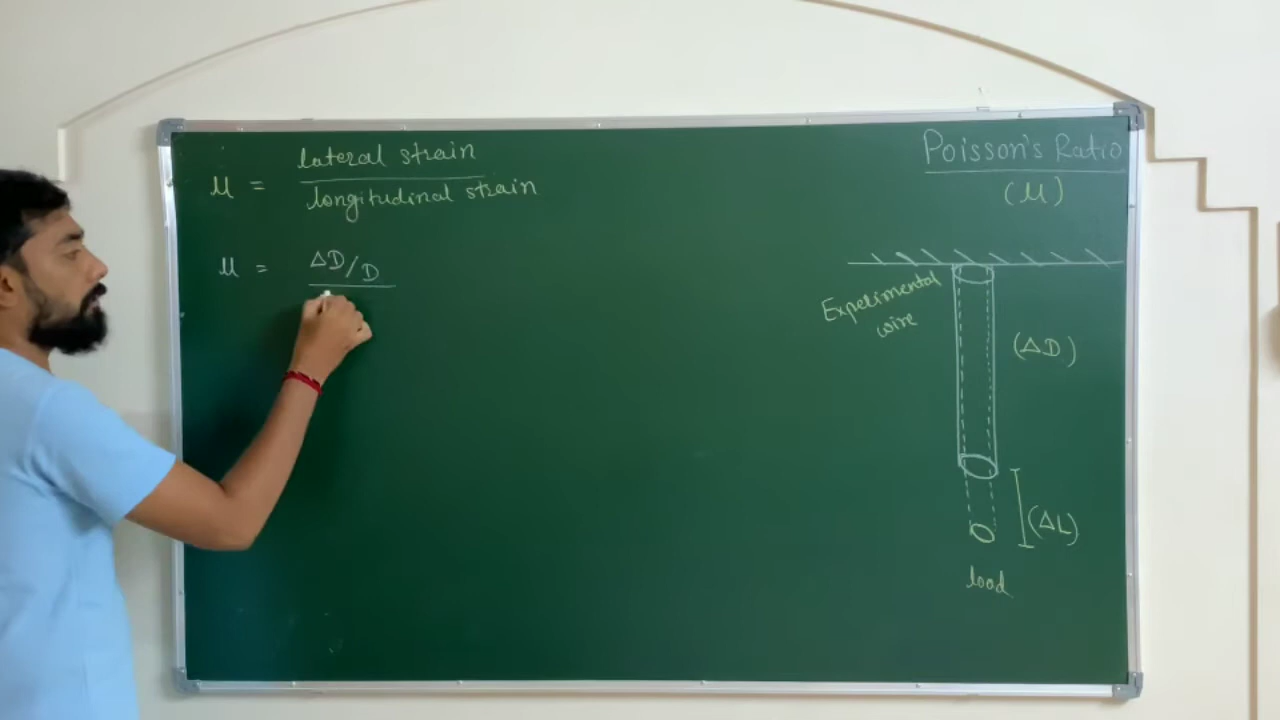 lateral strain
μ =
longitudinal strain
μ = ΔD/D
Poisson's Ratio
(μ)
Experimental
wire
(ΔD)
(ΔL)
load